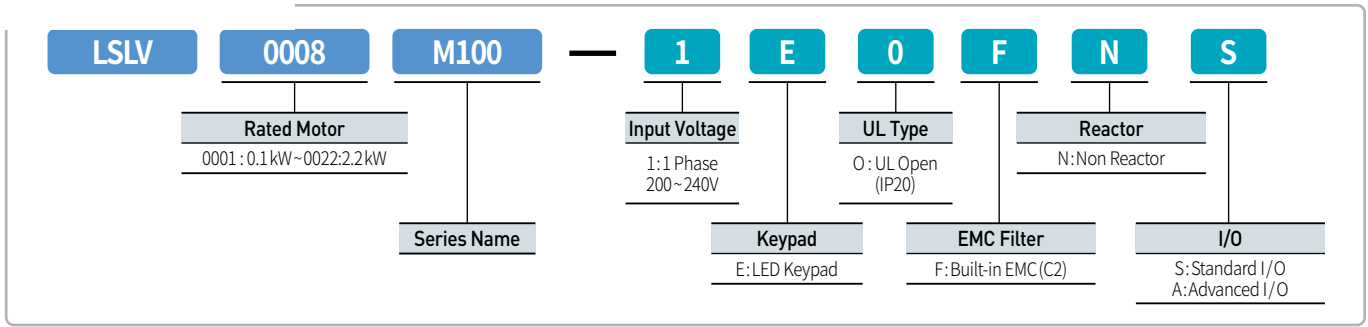 LSLV 0008 M100 — 1 E 0 F N S
Rated Motor
0001 : 0.1 kW ~ 0022:2.2 kW
Input Voltage
1:1 Phase
200~240V
UL Type
O : UL Open
(IP20)
Reactor
N:Non Reactor
Series Name
Keypad
E:LED Keypad
EMC Filter
F:Built-in EMC(C2)
I/O
S:Standard I/O
A:Advanced I/O